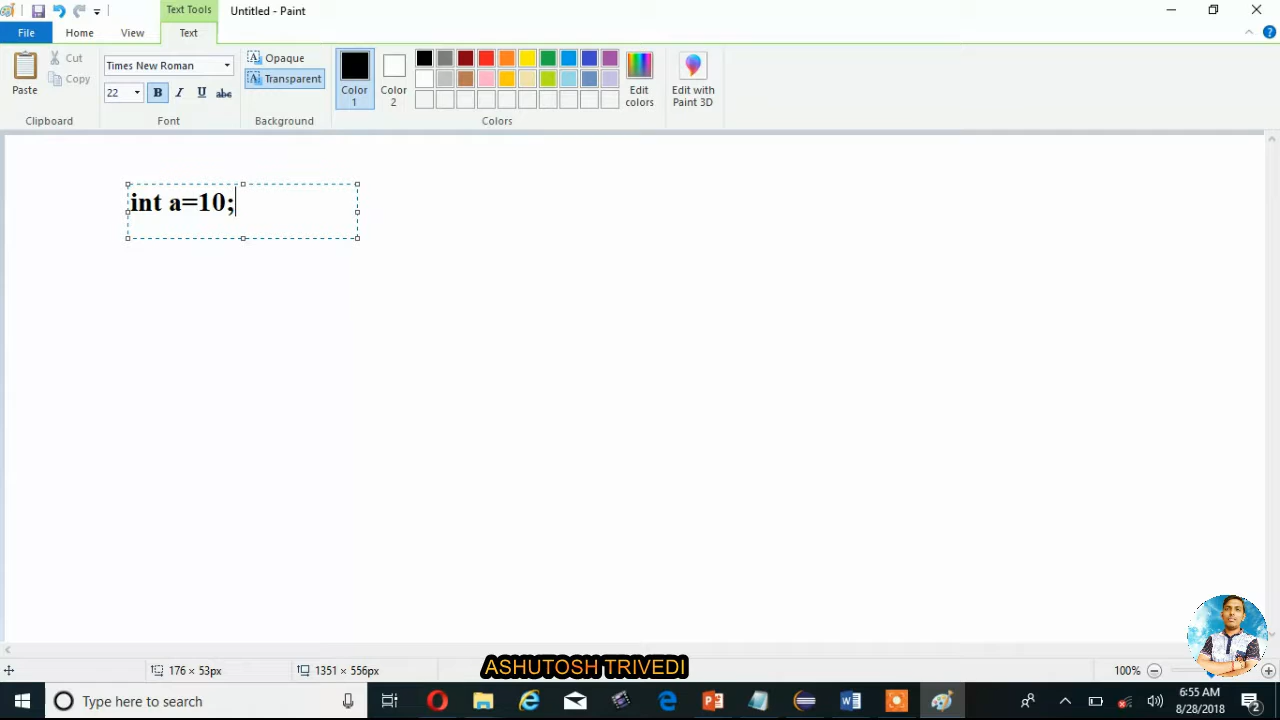 Text Tools
Untitled - Paint
File
Home
View
Text
Paste
Cut
Copy
Clipboard
Times New Roman
22
B
I
U
abc
Font
Opaque
Transparent
Background
Color
1
Color
2
Edit
colors
Colors
Edit with
Paint 3D
int a=10;
176 × 53px
1351 × 556px
100%
ASHUTOSH TRIVEDI
Type here to search
6:55 AM
8/28/2018
2